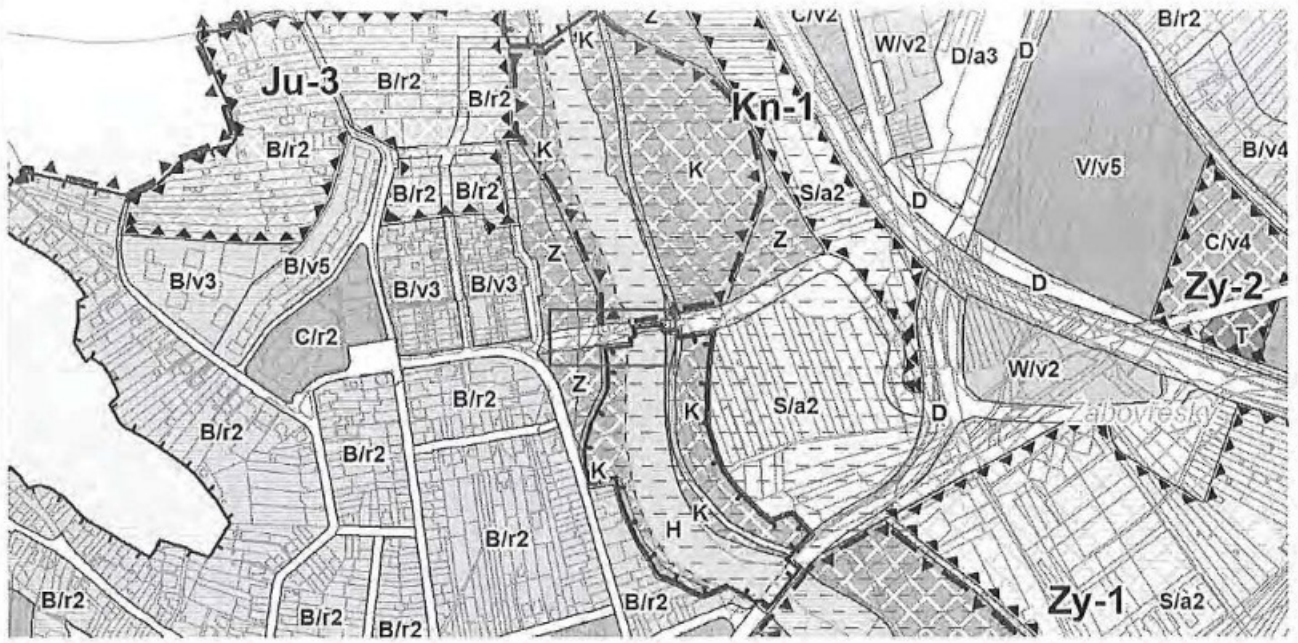 Z
K
C/v2
B/r2
W/v2
D/a3
D
Ju-3
B/r2
B/r2
Kn-1
B/r2
K
K
V/v5
B/v4
B/r2
B/r2
S/a2
D
C/v4
Z
Z
B/v3
B/v5
B/v3
B/v3
D
Zy-2
C/r2
T
Z
W/v2
B/r2
S/a2
K
D
Žabovřesky
B/r2
B/r2
K
K
H
B/r2
B/r2
B/r2
B/r2
B/r2
Zy-1
S/a2